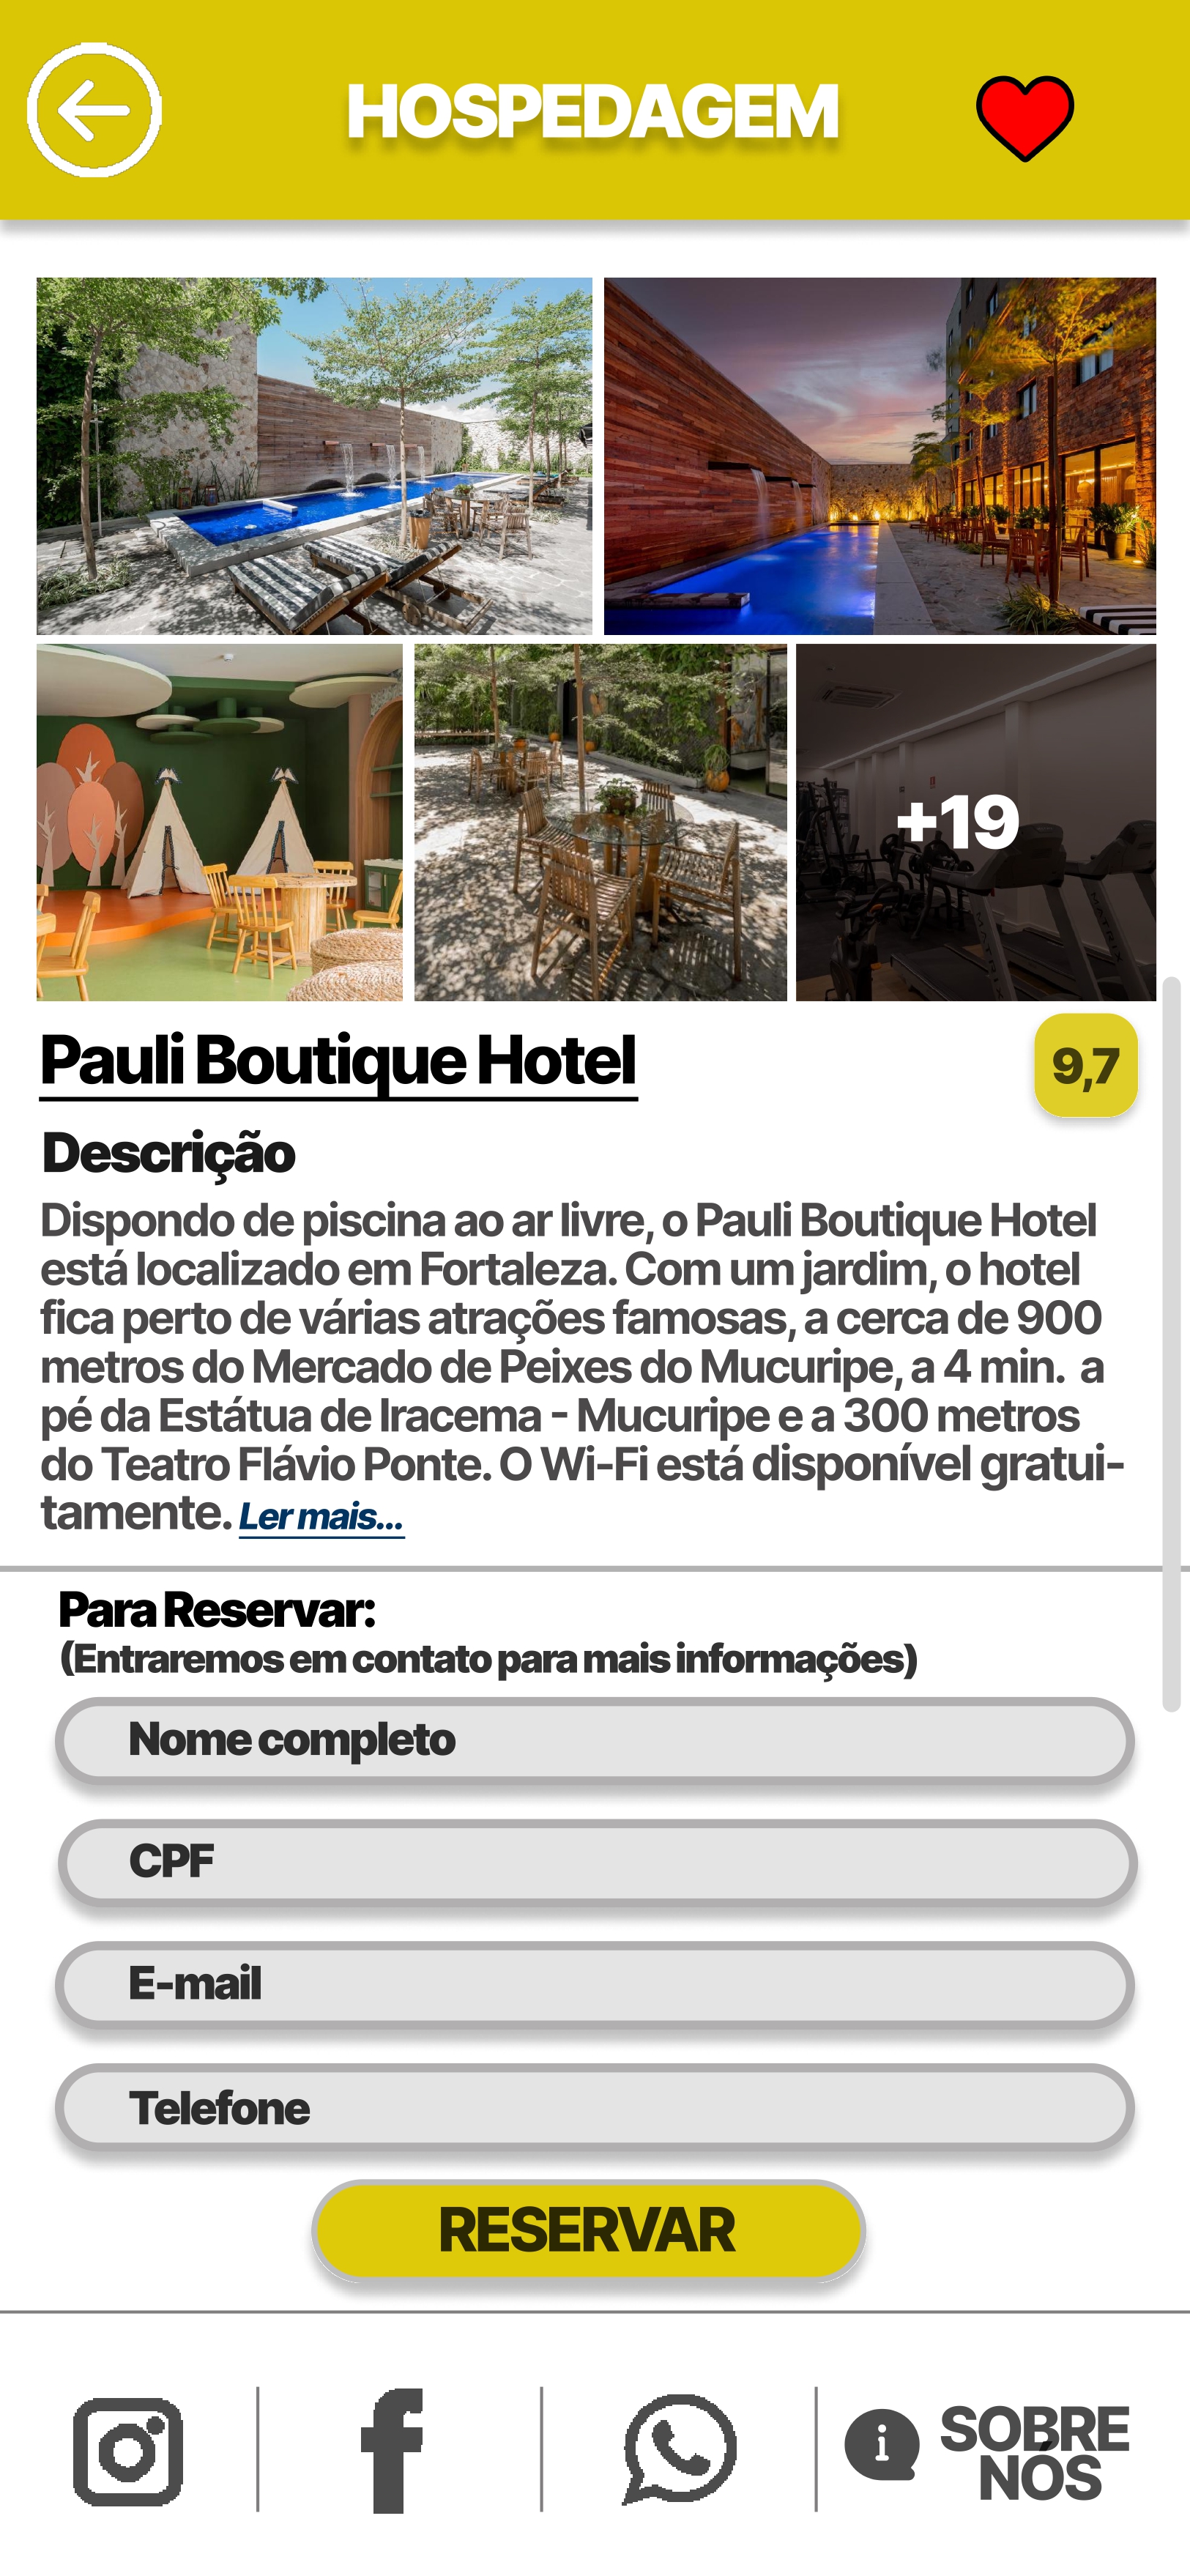 HOSPEDAGEM
+19
Pauli Boutique Hotel
9,7
Descrição
Dispondo de piscina ao ar livre, o Pauli Boutique Hotel
está localizado em Fortaleza. Com um jardim, o hotel
fica perto de várias atrações famosas, a cerca de 900
metros do Mercado de Peixes do Mucuripe, a 4 min.  a
pé da Estátua de Iracema - Mucuripe e a 300 metros
do Teatro Flávio Ponte. O Wi-Fi está disponível gratui-
tamente. Ler mais...
Para Reservar:
(Entraremos em contato para mais informações)
Nome completo
CPF
E-mail
Telefone
RESERVAR
SOBRE
NÓS